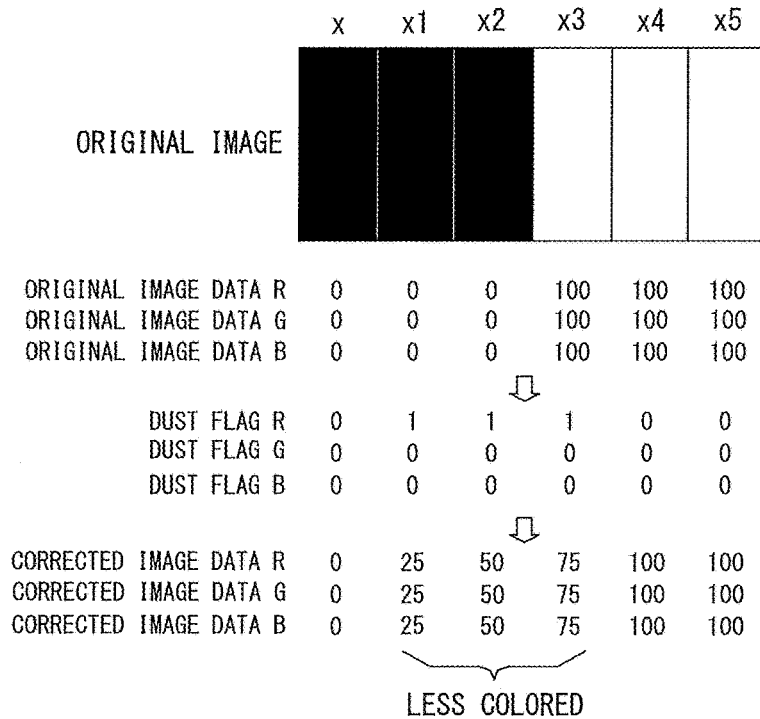 x x1 x2 x3 x4 x5
ORIGINAL IMAGE
ORIGINAL IMAGE DATA R 0 0 0 100 100 100
ORIGINAL IMAGE DATA G 0 0 0 100 100 100
ORIGINAL IMAGE DATA B 0 0 0 100 100 100
DUST FLAG R 0 1 1 1 0 0
DUST FLAG G 0 0 0 0 0 0
DUST FLAG B 0 0 0 0 0 0
CORRECTED IMAGE DATA R 0 25 50 75 100 100
CORRECTED IMAGE DATA G 0 25 50 75 100 100
CORRECTED IMAGE DATA B 0 25 50 75 100 100
LESS COLORED